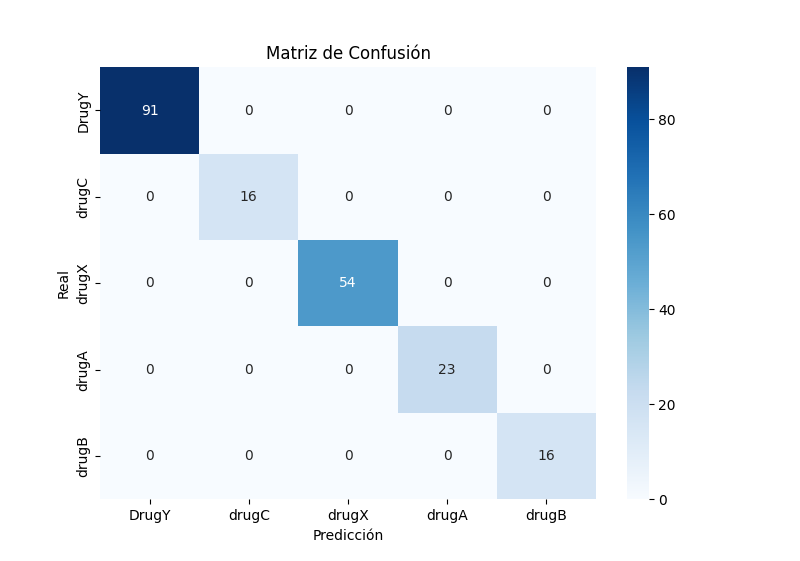 Matriz de Confusión
DrugY 91 0 0 0 0
drugC 0 16 0 0 0
drugX 0 0 54 0 0
drugA 0 0 0 23 0
drugB 0 0 0 0 16
Real
DrugY drugC drugX drugA drugB
Predicción
80
60
40
20
0